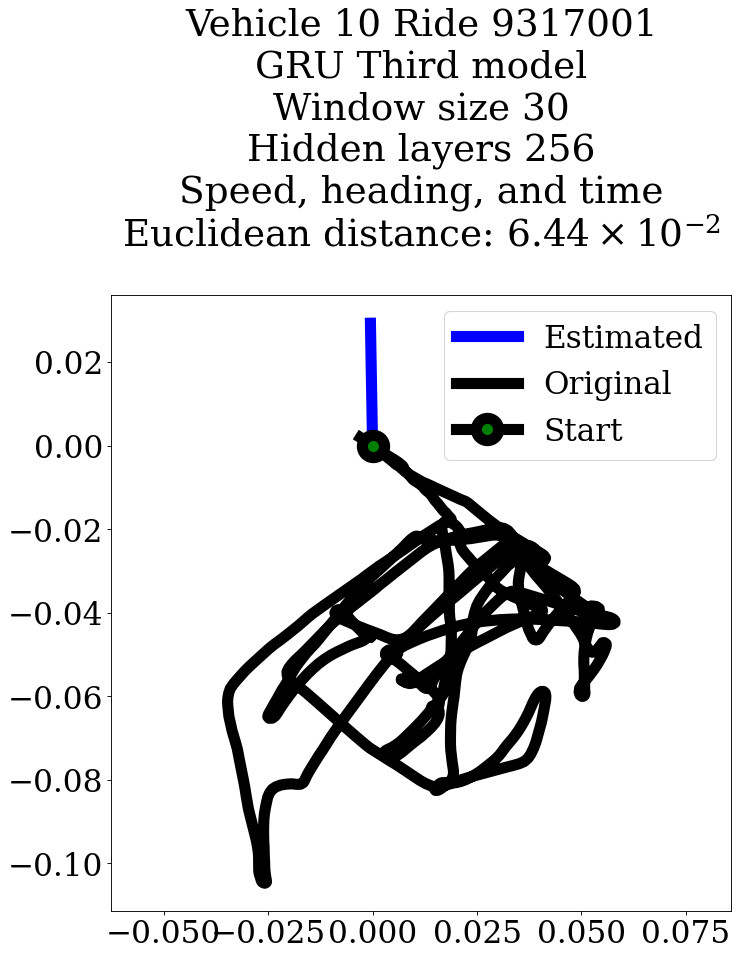 Vehicle 10 Ride 9317001
GRU Third model
Window size 30
Hidden layers 256
Speed, heading, and time
Euclidean distance: 6.44 × 10⁻²
Estimated
Original
Start
0.02
0.00
−0.02
−0.04
−0.06
−0.08
−0.10
−0.050 −0.025 0.000 0.025 0.050 0.075